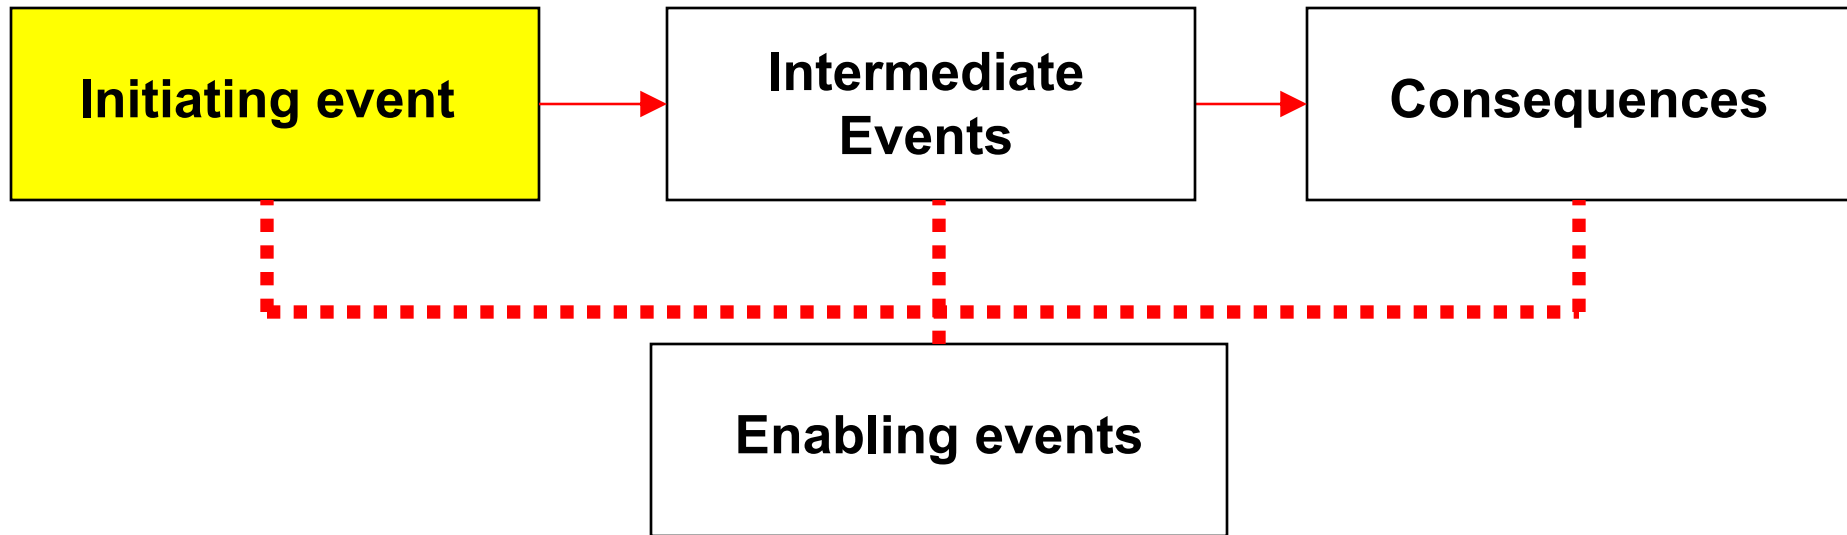 Initiating event
Intermediate
Events
Consequences
Enabling events